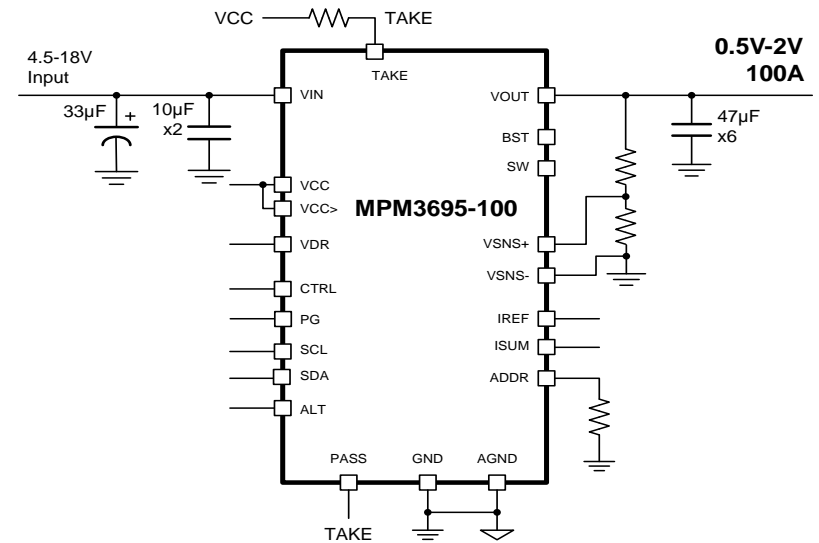 VCC
TAKE
4.5-18V
Input
0.5V-2V
100A
TAKE
33µF
+
10µF
x2
VIN
VOUT
47µF
x6
BST
SW
VCC
VCC>
MPM3695-100
VDR
VSNS+
VSNS-
CTRL
PG
IREF
SCL
ISUM
SDA
ADDR
ALT
PASS
GND
AGND
TAKE